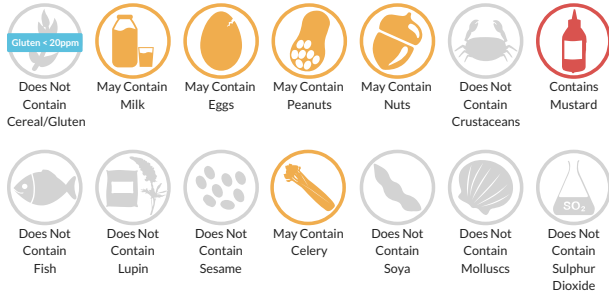 Gluten < 20ppm
Does Not
Contain
Cereal/Gluten
May Contain
Milk
May Contain
Eggs
May Contain
Peanuts
May Contain
Nuts
Does Not
Contain
Crustaceans
Contains
Mustard
Does Not
Contain
Fish
Does Not
Contain
Lupin
Does Not
Contain
Sesame
May Contain
Celery
Does Not
Contain
Soya
Does Not
Contain
Molluscs
SO₂
Does Not
Contain
Sulphur
Dioxide